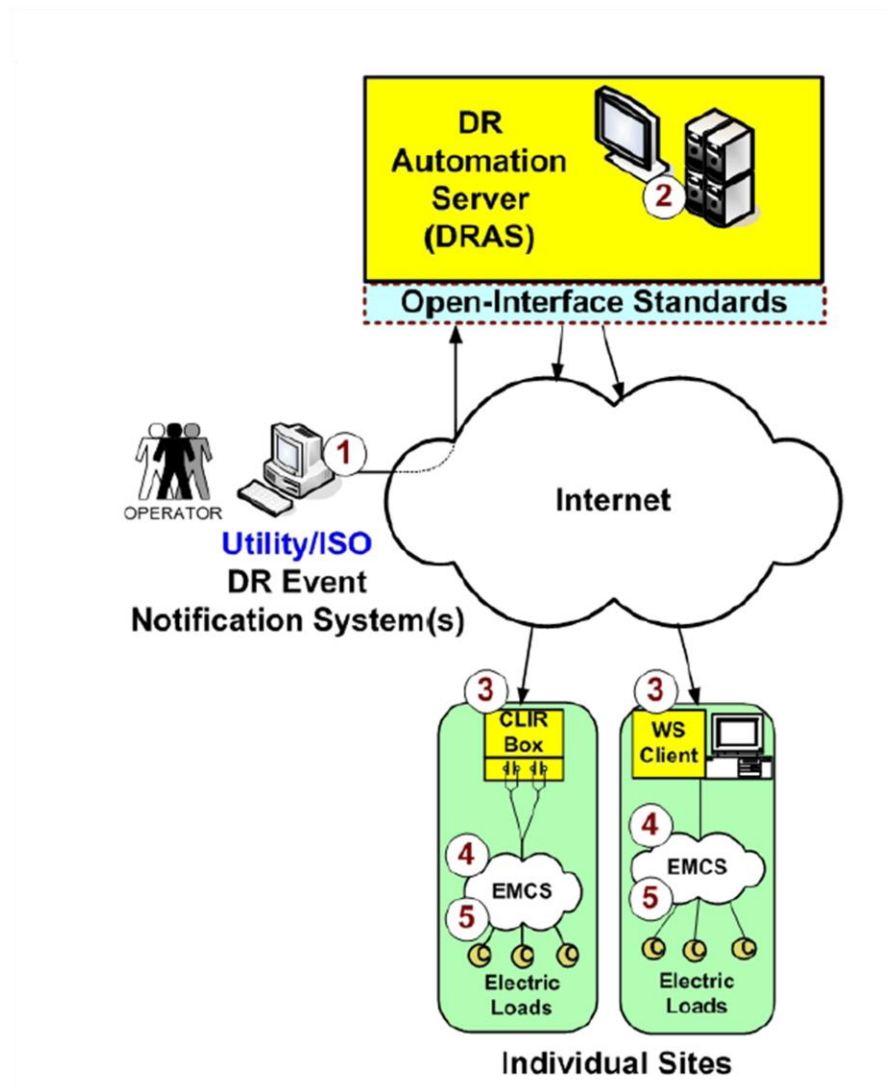 DR
Automation
Server
(DRAS)
2
Open-Interface Standards
1
OPERATOR
Internet
Utility/ISO
DR Event
Notification System(s)
3
CLIR
Box
4
EMCS
5
Electric
Loads
3
WS
Client
4
EMCS
5
Electric
Loads
Individual Sites